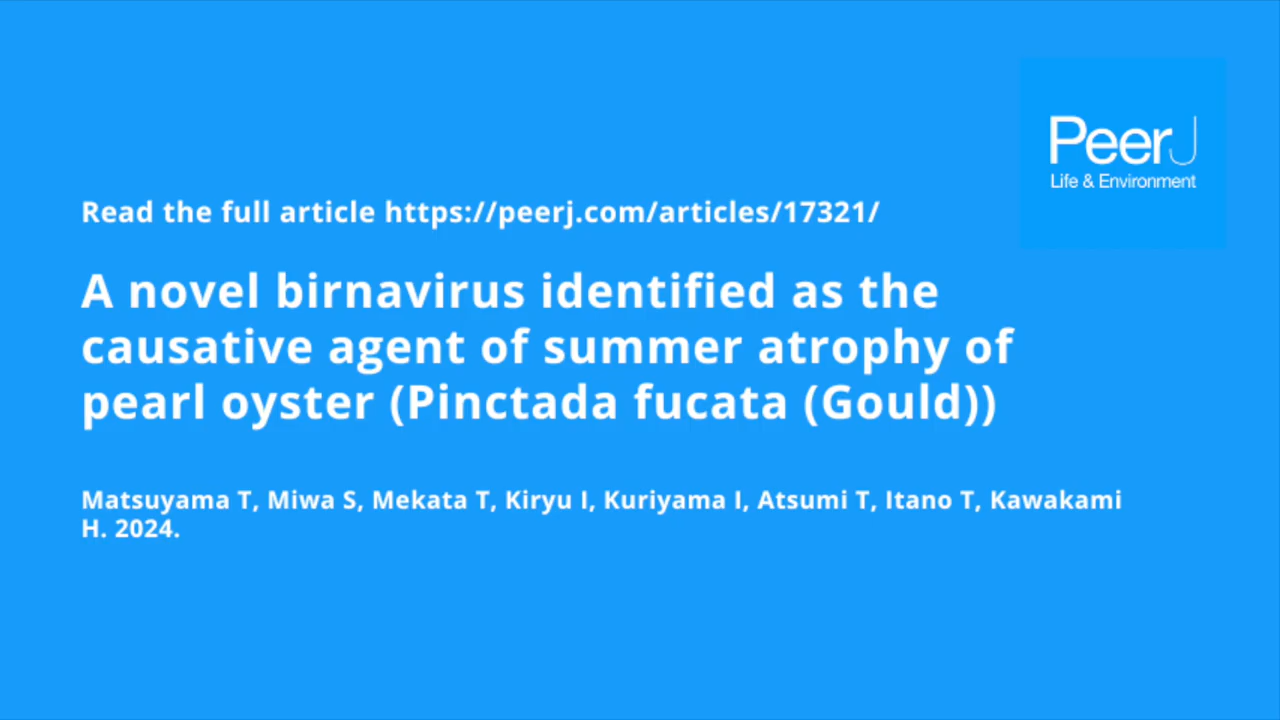 PeerJ
Life & Environment
Read the full article https://peerj.com/articles/17321/
A novel birnavirus identified as the
causative agent of summer atrophy of
pearl oyster (Pinctada fucata (Gould))
Matsuyama T, Miwa S, Mekata T, Kiryu I, Kuriyama I, Atsumi T, Itano T, Kawakami
H. 2024.